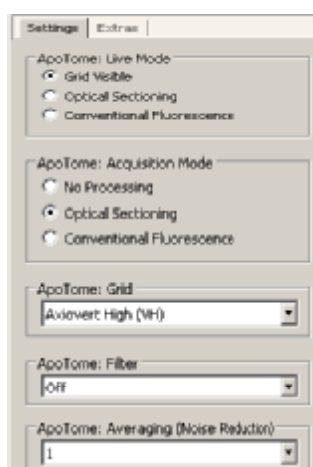 Settings Extras
ApoTome: Live Mode
Grid Visible
Optical Sectioning
Conventional Fluorescence
ApoTome: Acquisition Mode
No Processing
Optical Sectioning
Conventional Fluorescence
ApoTome: Grid
Axiovert High (VH)
ApoTome: Filter
Off
ApoTome: Averaging (Noise Reduction)
1